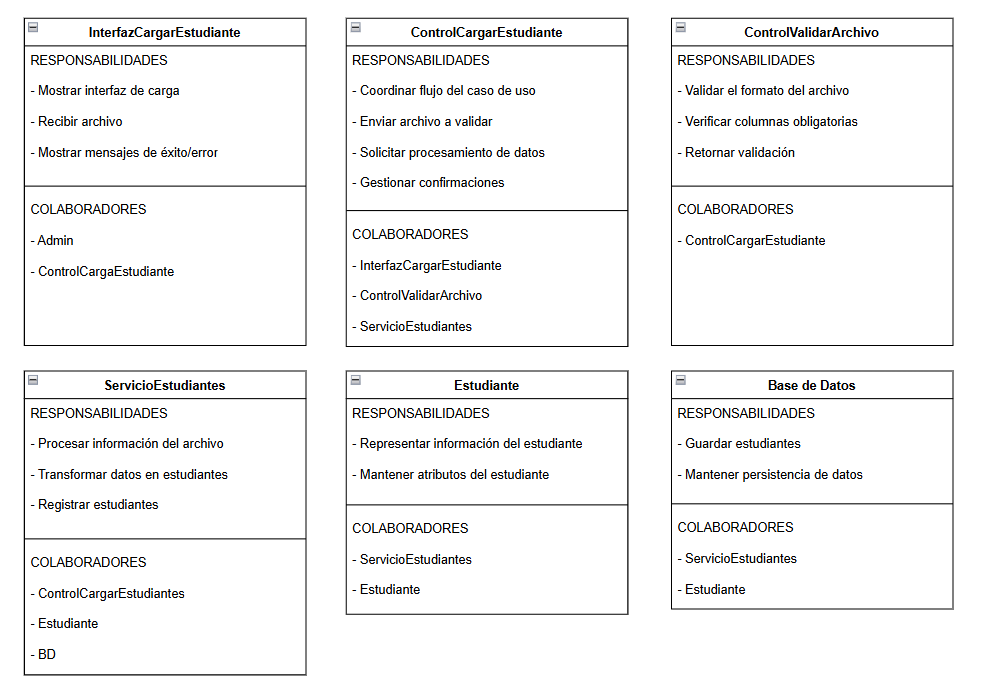 InterfazCargarEstudiante
RESPONSABILIDADES
- Mostrar interfaz de carga
- Recibir archivo
- Mostrar mensajes de éxito/error
COLABORADORES
- Admin
- ControlCargaEstudiante
ControlCargarEstudiante
RESPONSABILIDADES
- Coordinar flujo del caso de uso
- Enviar archivo a validar
- Solicitar procesamiento de datos
- Gestionar confirmaciones
COLABORADORES
- InterfazCargarEstudiante
- ControlValidarArchivo
- ServicioEstudiantes
ControlValidarArchivo
RESPONSABILIDADES
- Validar el formato del archivo
- Verificar columnas obligatorias
- Retornar validación
COLABORADORES
- ControlCargarEstudiante
ServicioEstudiantes
RESPONSABILIDADES
- Procesar información del archivo
- Transformar datos en estudiantes
- Registrar estudiantes
COLABORADORES
- ControlCargarEstudiantes
- Estudiante
- BD
Estudiante
RESPONSABILIDADES
- Representar información del estudiante
- Mantener atributos del estudiante
COLABORADORES
- ServicioEstudiantes
- Estudiante
Base de Datos
RESPONSABILIDADES
- Guardar estudiantes
- Mantener persistencia de datos
COLABORADORES
- ServicioEstudiantes
- Estudiante